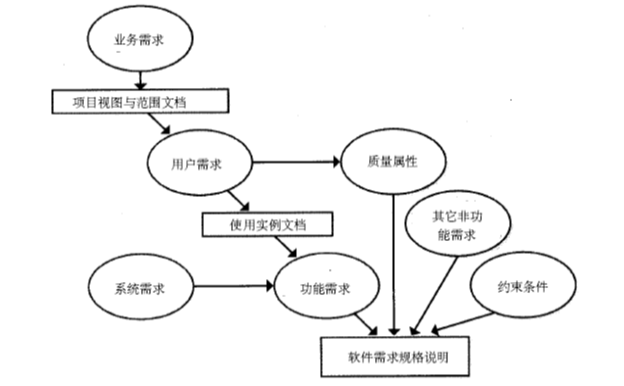 业务需求
项目视图与范围文档
用户需求
质量属性
使用实例文档
其它非功
能需求
系统需求
功能需求
约束条件
软件需求规格说明